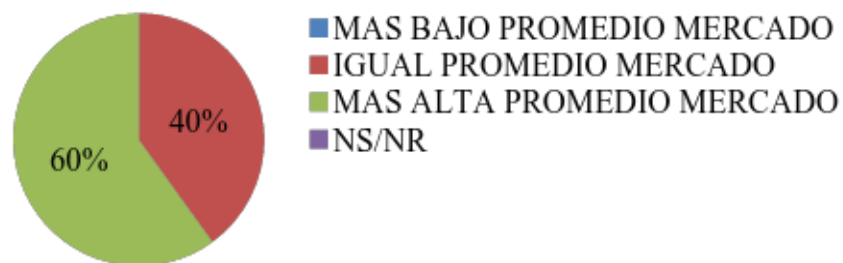 MAS BAJO PROMEDIO MERCADO
IGUAL PROMEDIO MERCADO
MAS ALTA PROMEDIO MERCADO
NS/NR
40%
60%